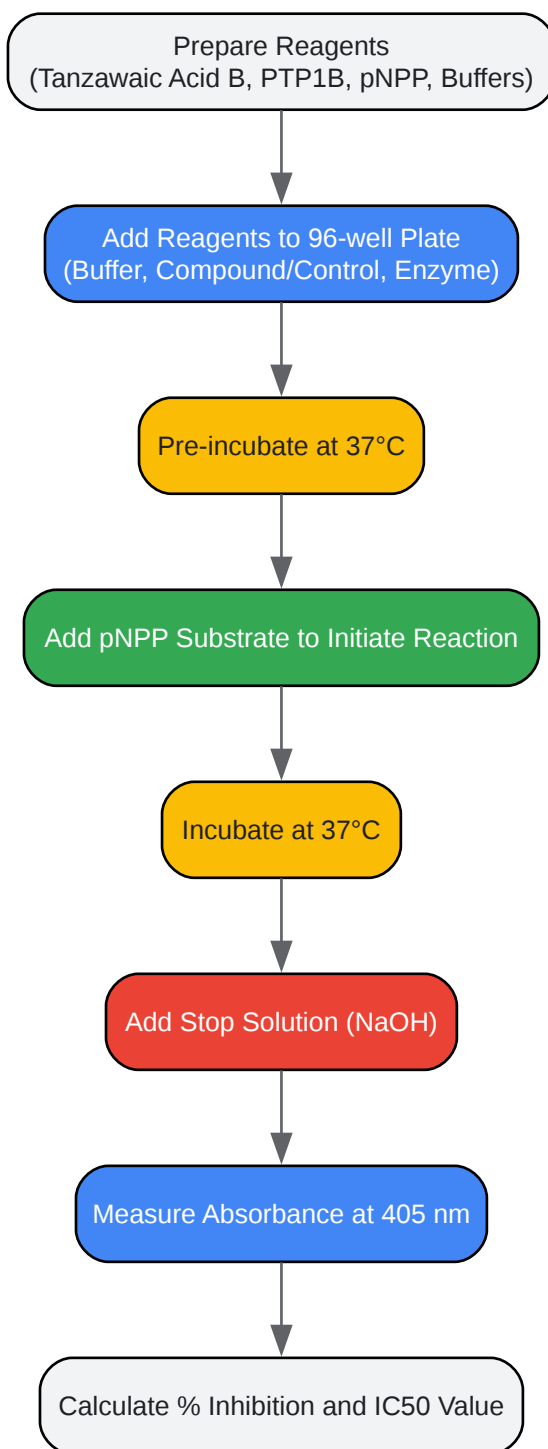 Prepare Reagents
(Tanzawaic Acid B, PTP1B, pNPP, Buffers)
Add Reagents to 96-well Plate
(Buffer, Compound/Control, Enzyme)
Pre-incubate at 37°C
Add pNPP Substrate to Initiate Reaction
Incubate at 37°C
Add Stop Solution (NaOH)
Measure Absorbance at 405 nm
Calculate % Inhibition and IC50 Value